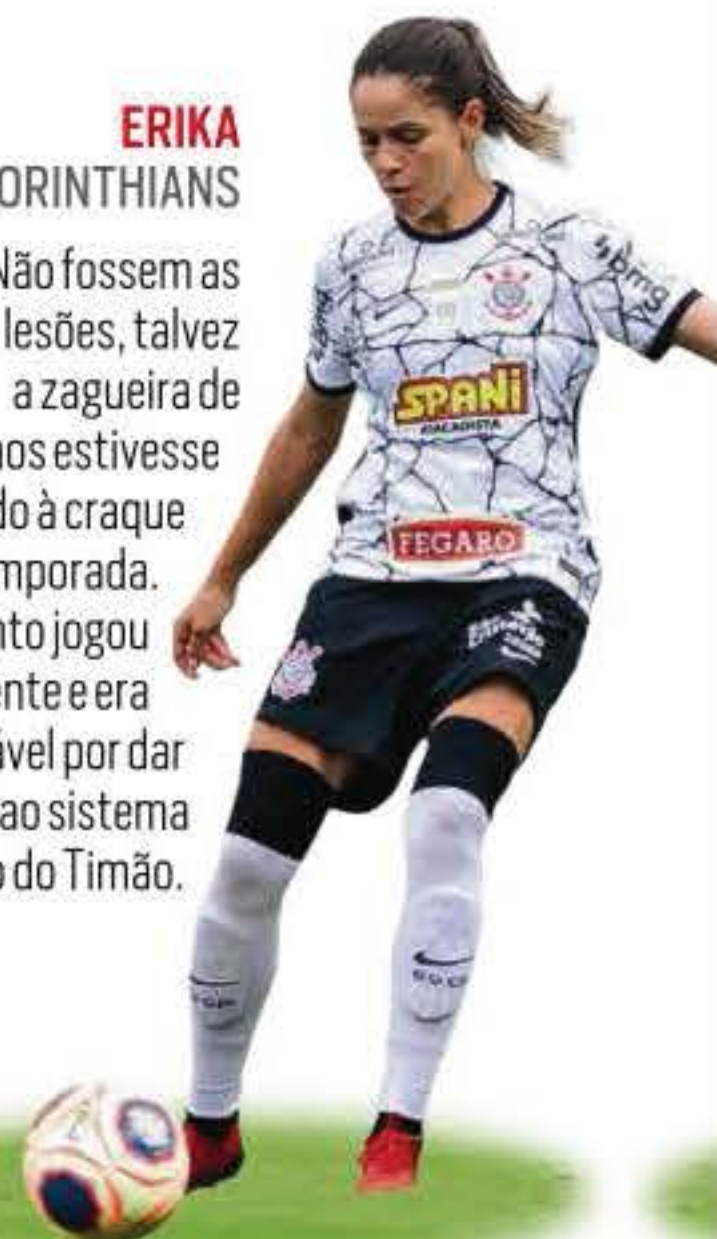 ERIKA
ORINTHIANS
Não fossem as
lesões, talvez
a zagueira de
nos estivesse
do à craque
mporada.
nto jogou
ente e era
ável por dar
ao sistema
o do Timão.
bmg
SPANI
ATACADISTA
FEGARO